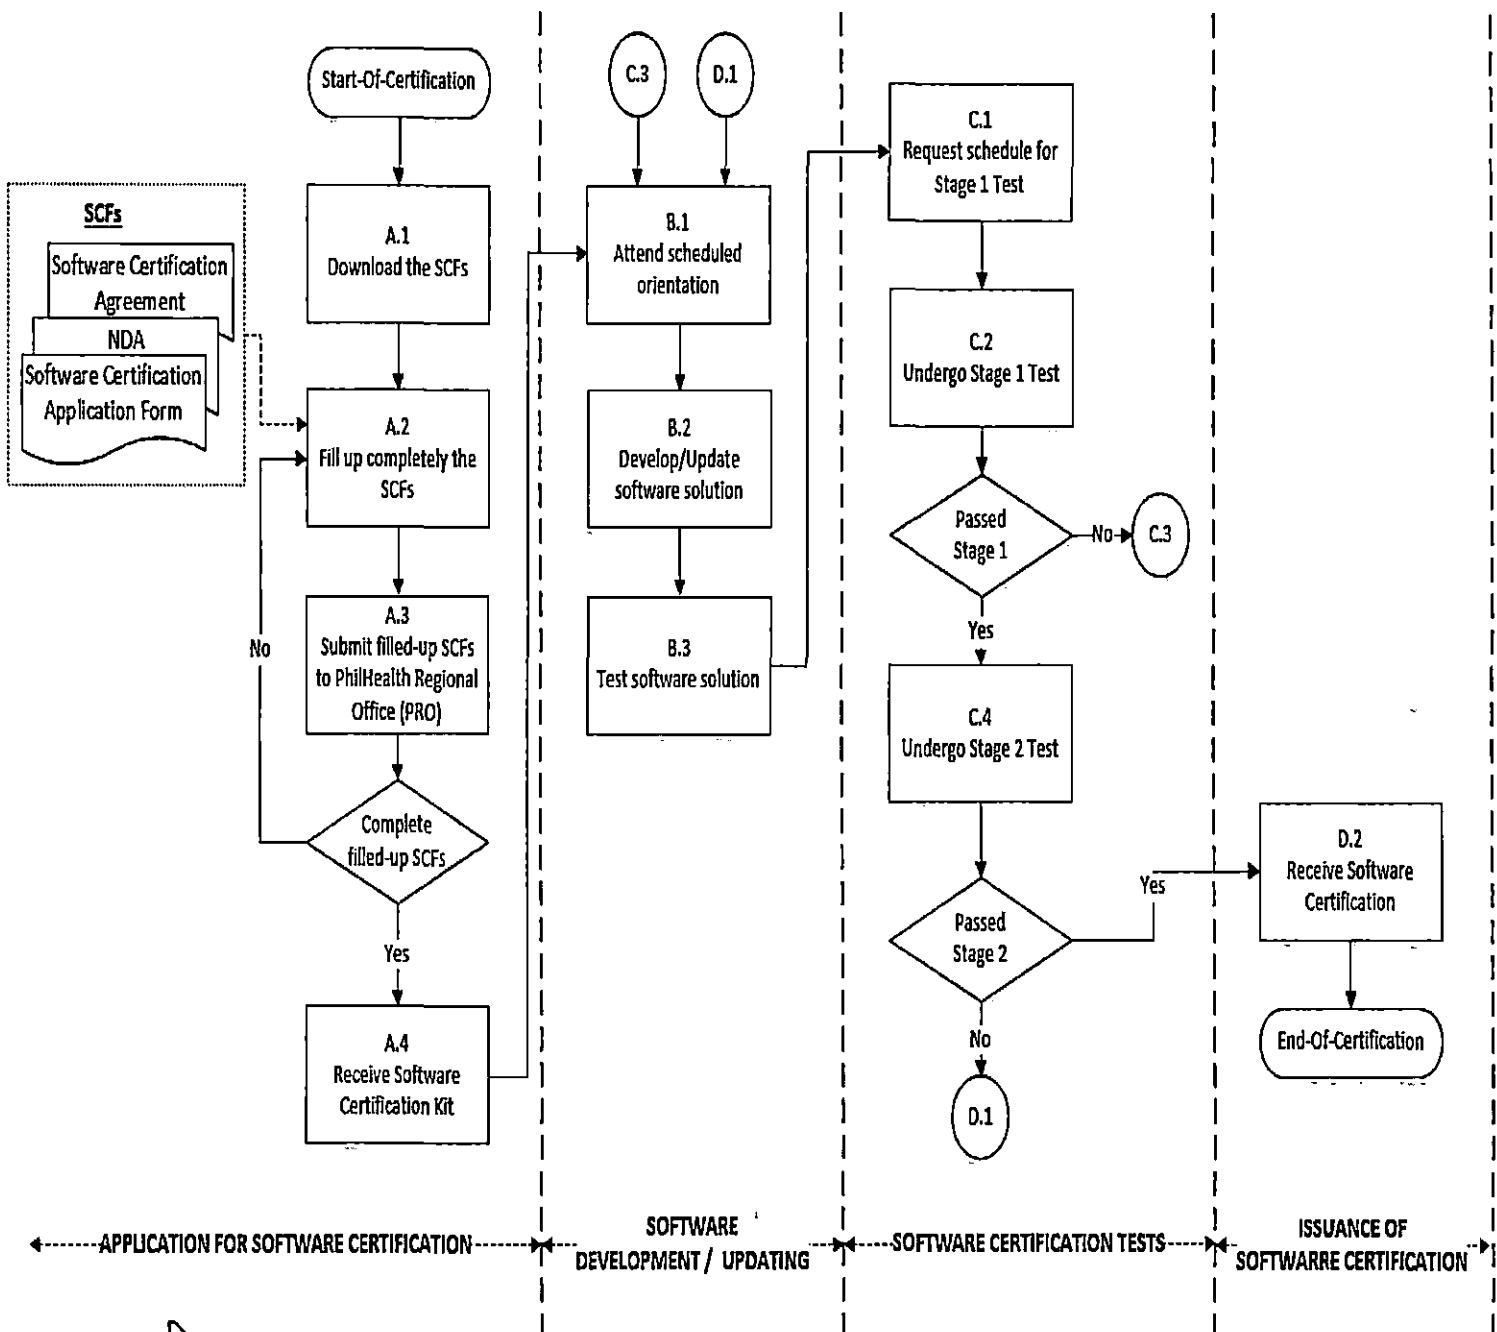 Start-Of-Certification
SCFs
Software Certification
Agreement
NDA
Software Certification
Application Form
A.1
Download the SCFs
A.2
Fill up completely the
SCFs
A.3
Submit filled-up SCFs
to PhilHealth Regional
Office (PRO)
Complete
filled-up SCFs
No
Yes
A.4
Receive Software
Certification Kit
C.3
D.1
B.1
Attend scheduled
orientation
B.2
Develop/Update
software solution
B.3
Test software solution
C.1
Request schedule for
Stage 1 Test
C.2
Undergo Stage 1 Test
Passed
Stage 1
No
C.3
Yes
C.4
Undergo Stage 2 Test
Passed
Stage 2
Yes
No
D.1
D.2
Receive Software
Certification
End-Of-Certification
APPLICATION FOR SOFTWARE CERTIFICATION
SOFTWARE
DEVELOPMENT / UPDATING
SOFTWARE CERTIFICATION TESTS
ISSUANCE OF
SOFTWARRE CERTIFICATION